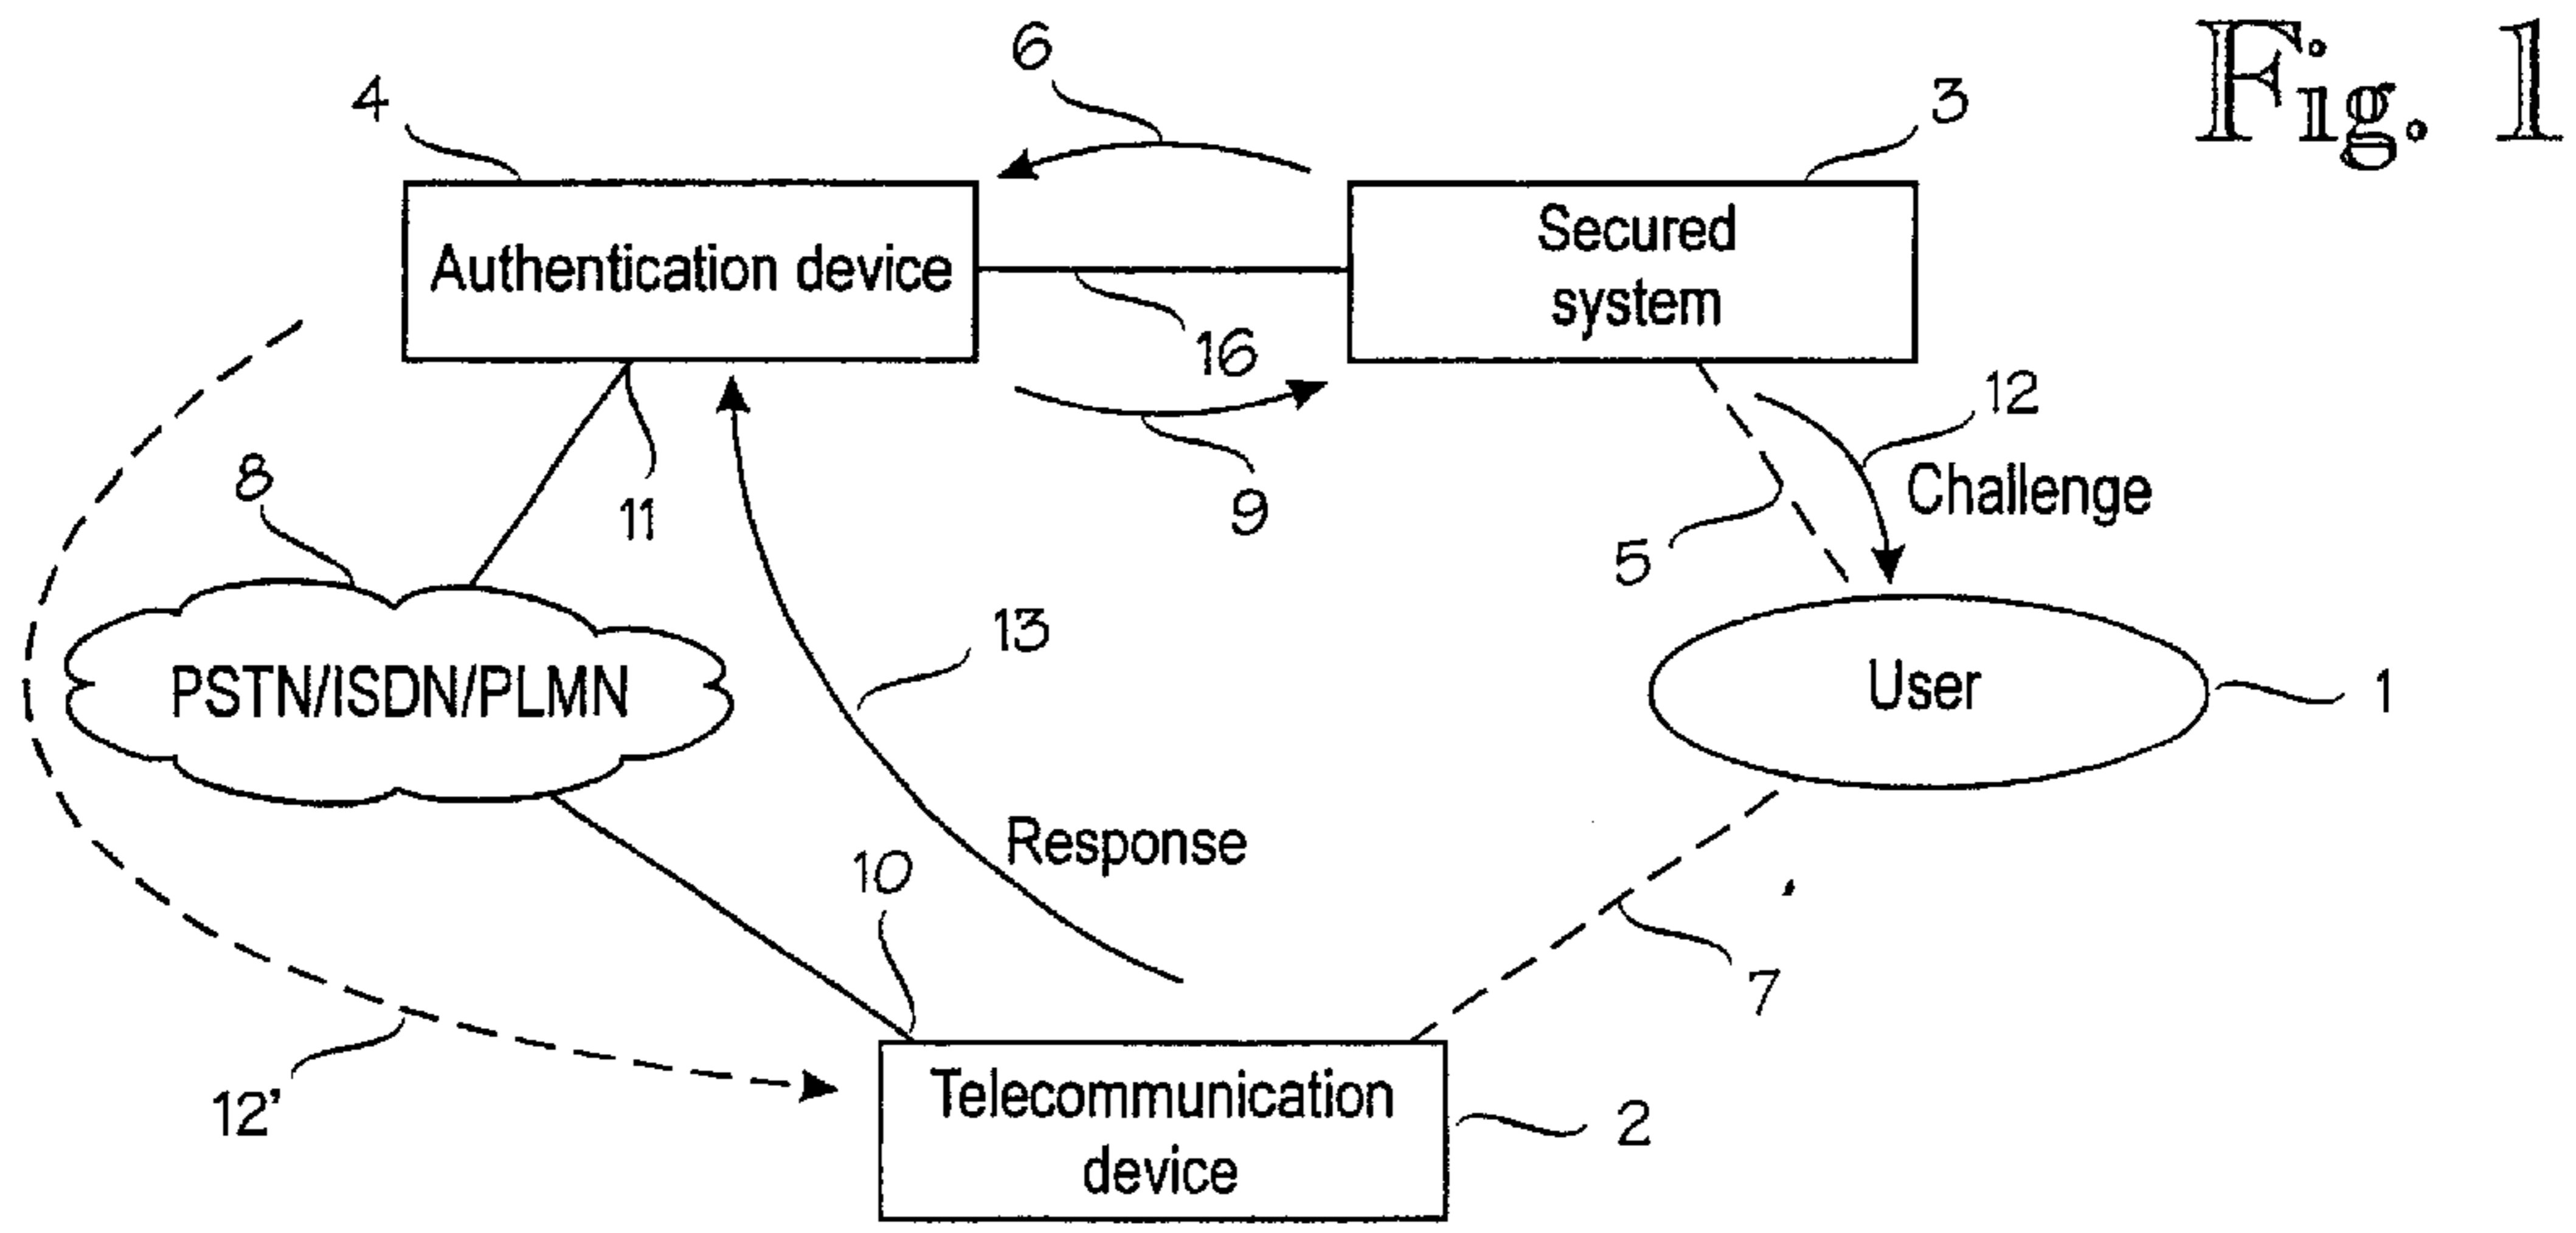 Fig. 1
6
4
3
Secured
system
Authentication device
16
12
Challenge
8
11
9
5
13
PSTN/ISDN/PLMN
User
1
Response
10
7
12'
Telecommunication
device
2